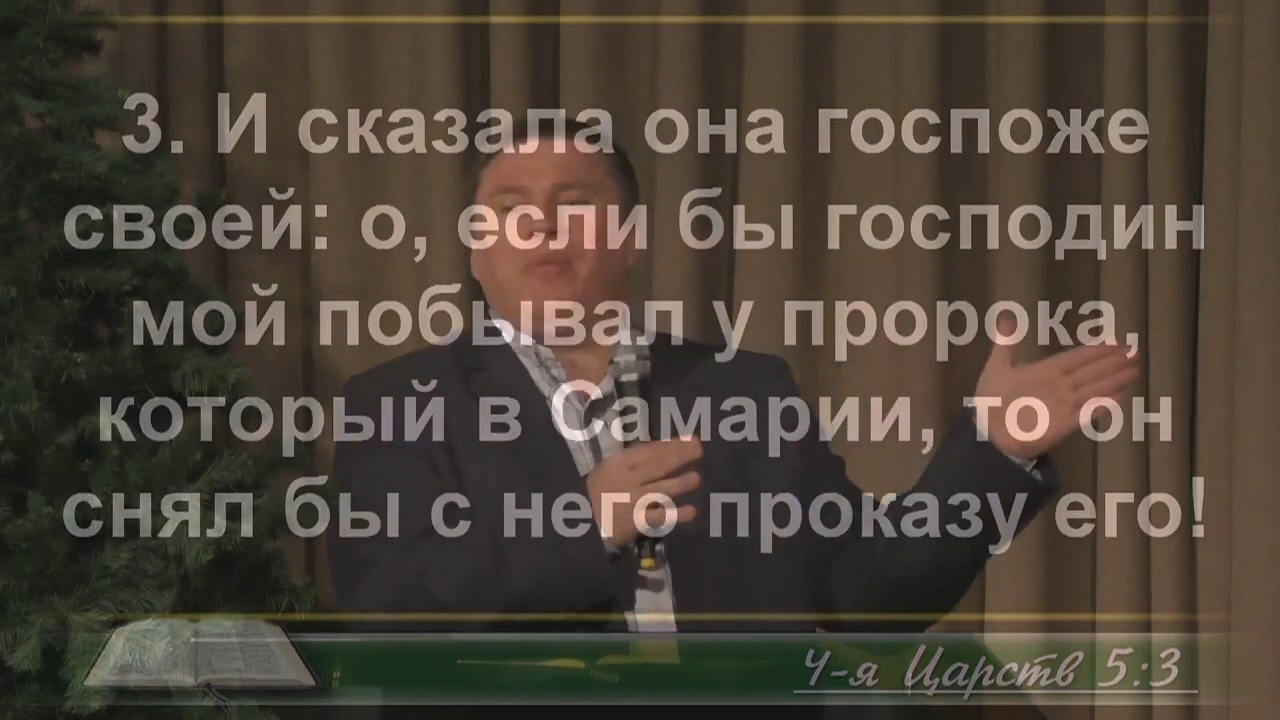 3. И сказала она госпоже
своей: о, если бы господин
мой побывал у пророка,
который в Самарии, то он
снял бы с него проказу его!
4-я Царств 5:3